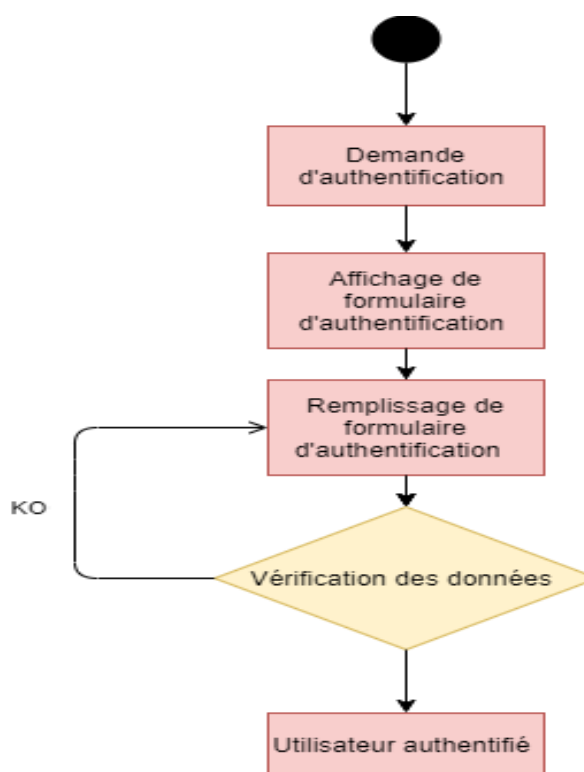 Demande
d'authentification
Affichage de
formulaire
d'authentification
Remplissage de
formulaire
d'authentification
KO
Vérification des données
Utilisateur authentifié